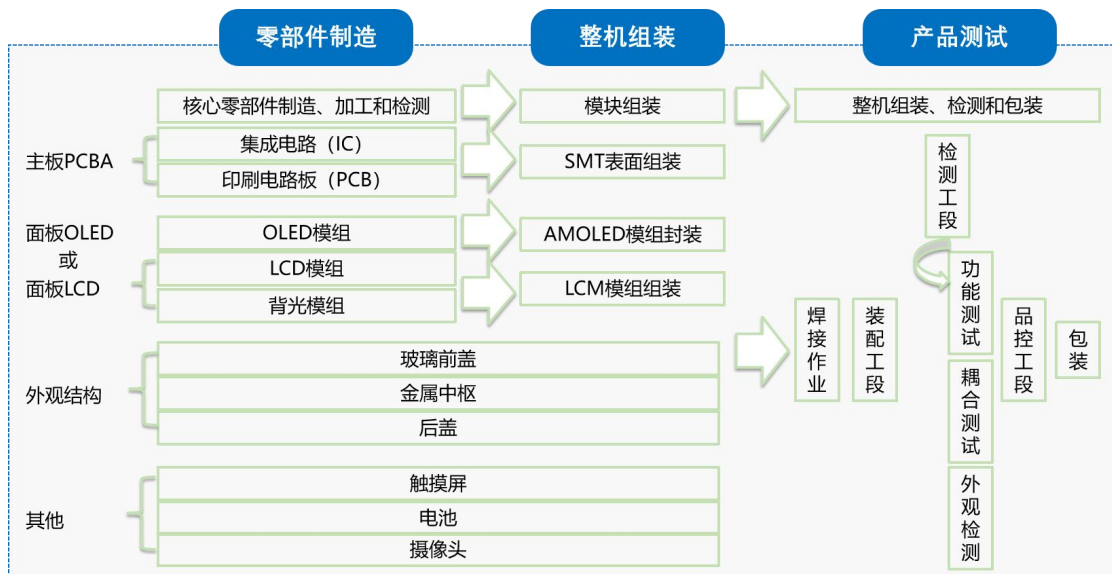 零部件制造
整机组装
产品测试
核心零部件制造、加工和检测
模块组装
整机组装、检测和包装
主板PCBA
集成电路（IC）
印刷电路板（PCB）
SMT表面组装
面板OLED
或
面板LCD
OLED模组
LCD模组
背光模组
AMOLED模组封装
LCM模组组装
外观结构
玻璃前盖
金属中枢
后盖
其他
触摸屏
电池
摄像头
焊接作业
装配工段
检测工段
功能测试
耦合测试
外观检测
品控工段
包装